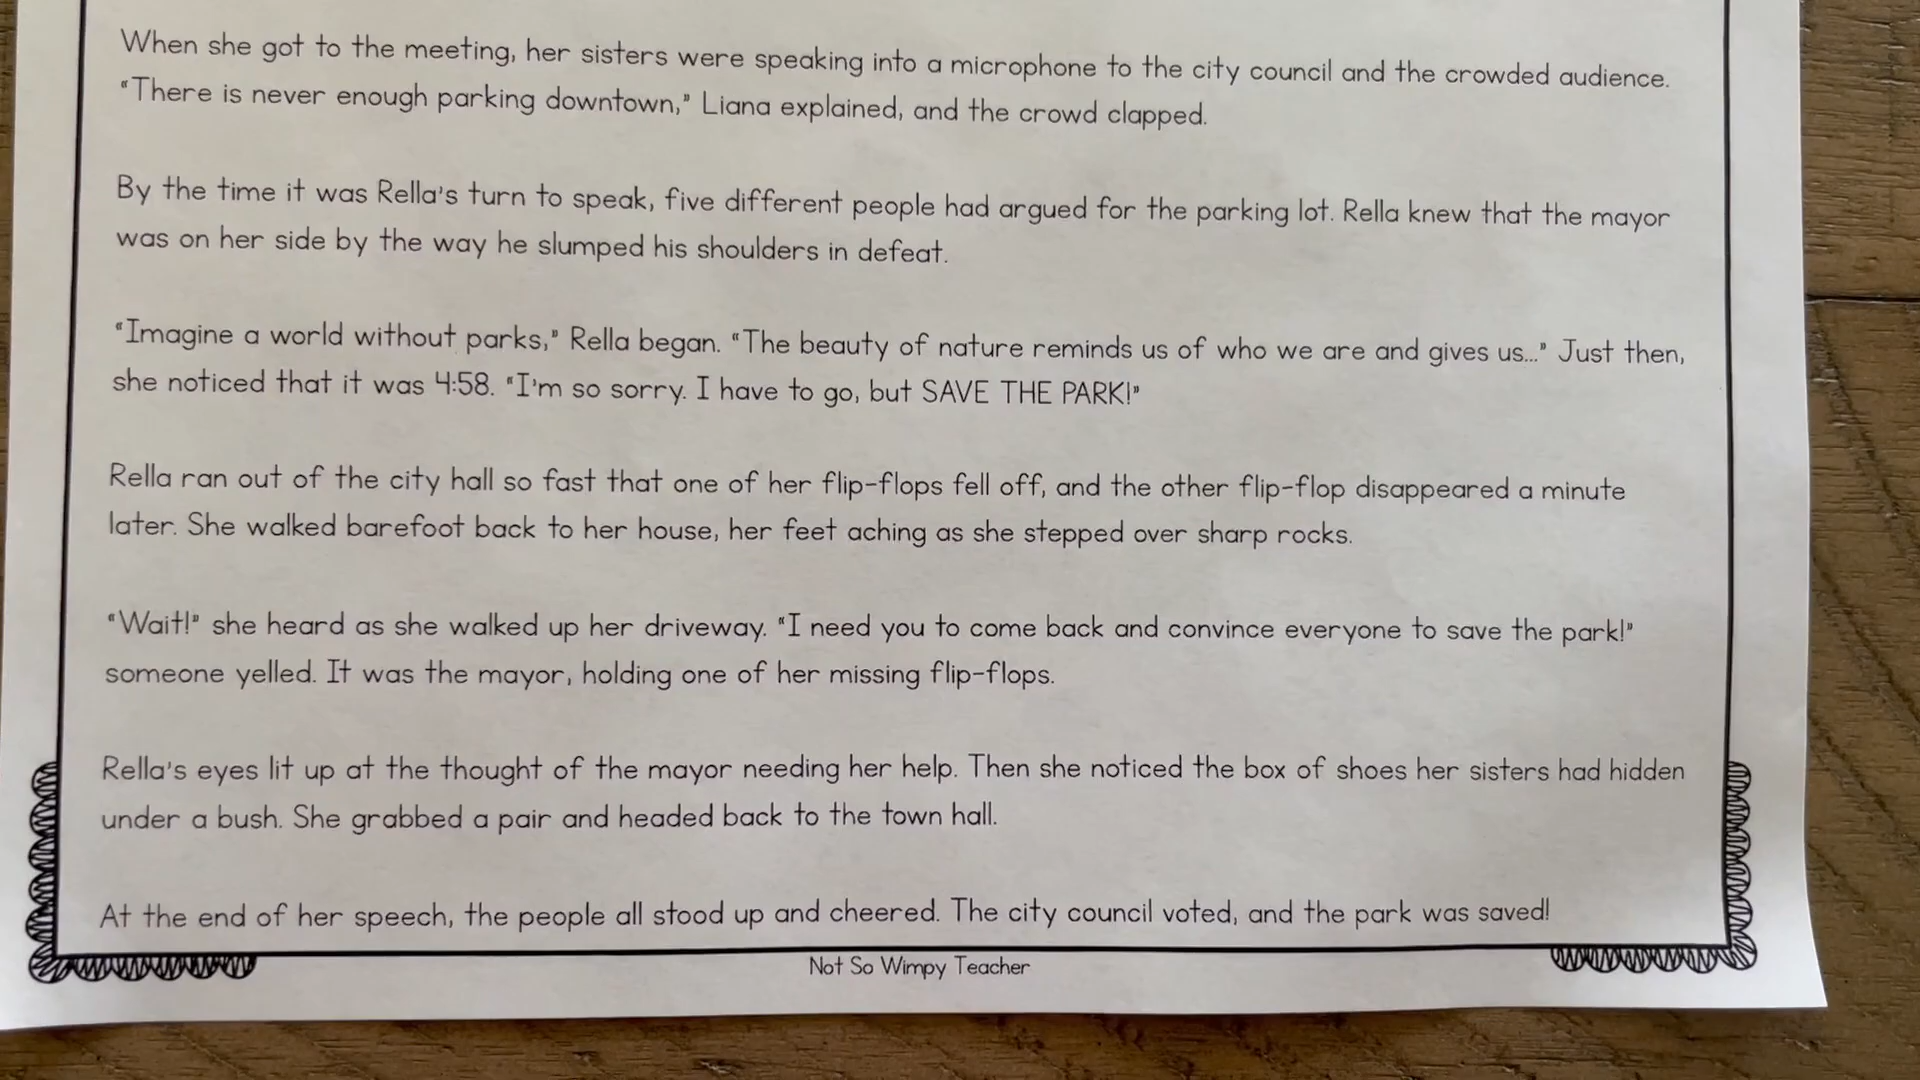 When she got to the meeting, her sisters were speaking into a microphone to the city council and the crowded audience.
"There is never enough parking downtown," Liana explained, and the crowd clapped.
By the time it was Rella's turn to speak, five different people had argued for the parking lot. Rella knew that the mayor
was on her side by the way he slumped his shoulders in defeat.
"Imagine a world without parks," Rella began. "The beauty of nature reminds us of who we are and gives us..." Just then,
she noticed that it was 4:58. "I'm so sorry. I have to go, but SAVE THE PARK!"
Rella ran out of the city hall so fast that one of her flip-flops fell off, and the other flip-flop disappeared a minute
later. She walked barefoot back to her house, her feet aching as she stepped over sharp rocks.
"Wait!" she heard as she walked up her driveway. "I need you to come back and convince everyone to save the park!"
someone yelled. It was the mayor, holding one of her missing flip-flops.
Rella's eyes lit up at the thought of the mayor needing her help. Then she noticed the box of shoes her sisters had hidden
under a bush. She grabbed a pair and headed back to the town hall.
At the end of her speech, the people all stood up and cheered. The city council voted, and the park was saved!
Not So Wimpy Teacher